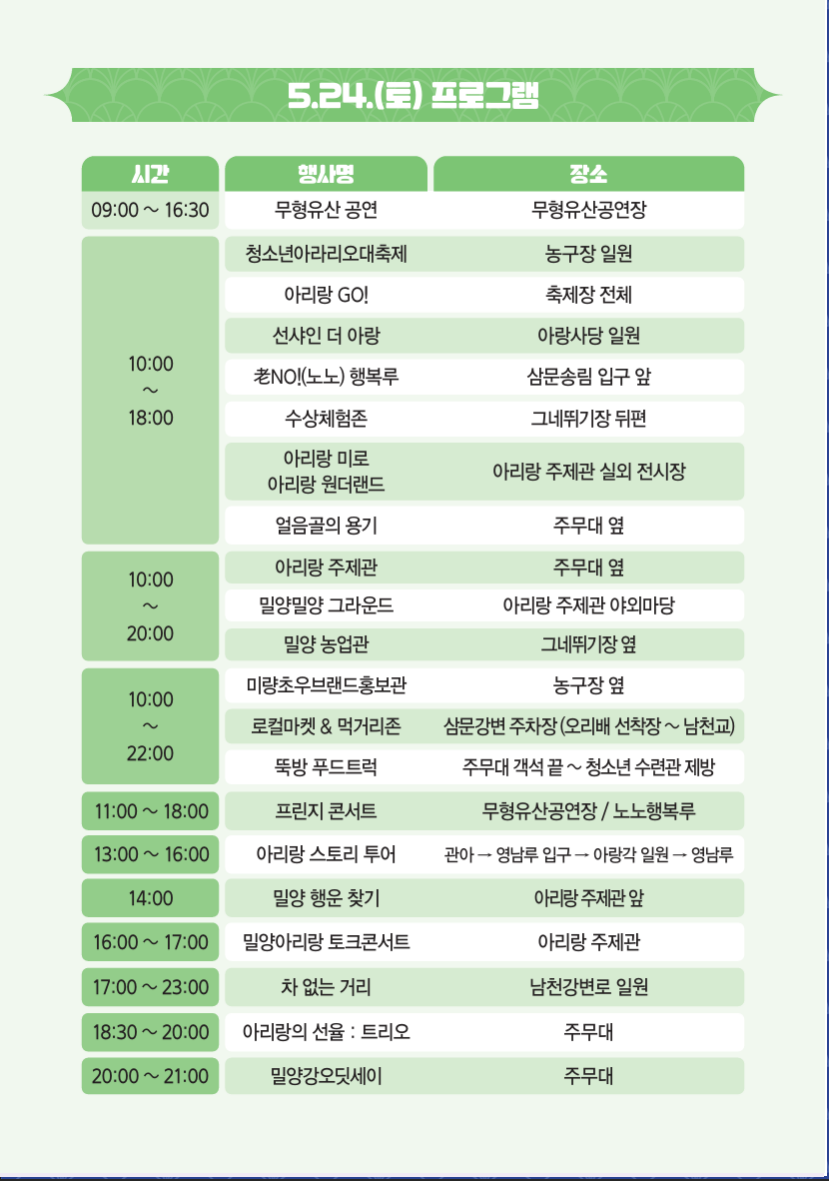 5.24.(토) 프로그램
시간 행사명 장소
09:00 ~ 16:30 무형유산 공연 무형유산공연장
10:00
~
18:00
청소년아라리오대축제 농구장 일원
아리랑 GO! 축제장 전체
선샤인 더 아랑 아랑사당 일원
老NO!(노노) 행복루 삼문송림 입구 앞
수상체험존 그네뛰기장 뒤편
아리랑 미로
아리랑 원더랜드 아리랑 주제관 실외 전시장
얼음골의 용기 주무대 옆
10:00
~
20:00
아리랑 주제관 주무대 옆
밀양밀양 그라운드 아리랑 주제관 야외마당
밀양 농업관 그네뛰기장 옆
10:00
~
22:00
미량초우브랜드홍보관 농구장 옆
로컬마켓 & 먹거리존 삼문강변 주차장(오리배 선착장 ~ 남천교)
뚝방 푸드트럭 주무대 객석 끝 ~ 청소년 수련관 제방
11:00 ~ 18:00 프린지 콘서트 무형유산공연장 / 노노행복루
13:00 ~ 16:00 아리랑 스토리 투어 관아 → 영남루 입구 → 아랑각 일원 → 영남루
14:00 밀양 행운 찾기 아리랑 주제관 앞
16:00 ~ 17:00 밀양아리랑 토크콘서트 아리랑 주제관
17:00 ~ 23:00 차 없는 거리 남천강변로 일원
18:30 ~ 20:00 아리랑의 선율 : 트리오 주무대
20:00 ~ 21:00 밀양강오딧세이 주무대